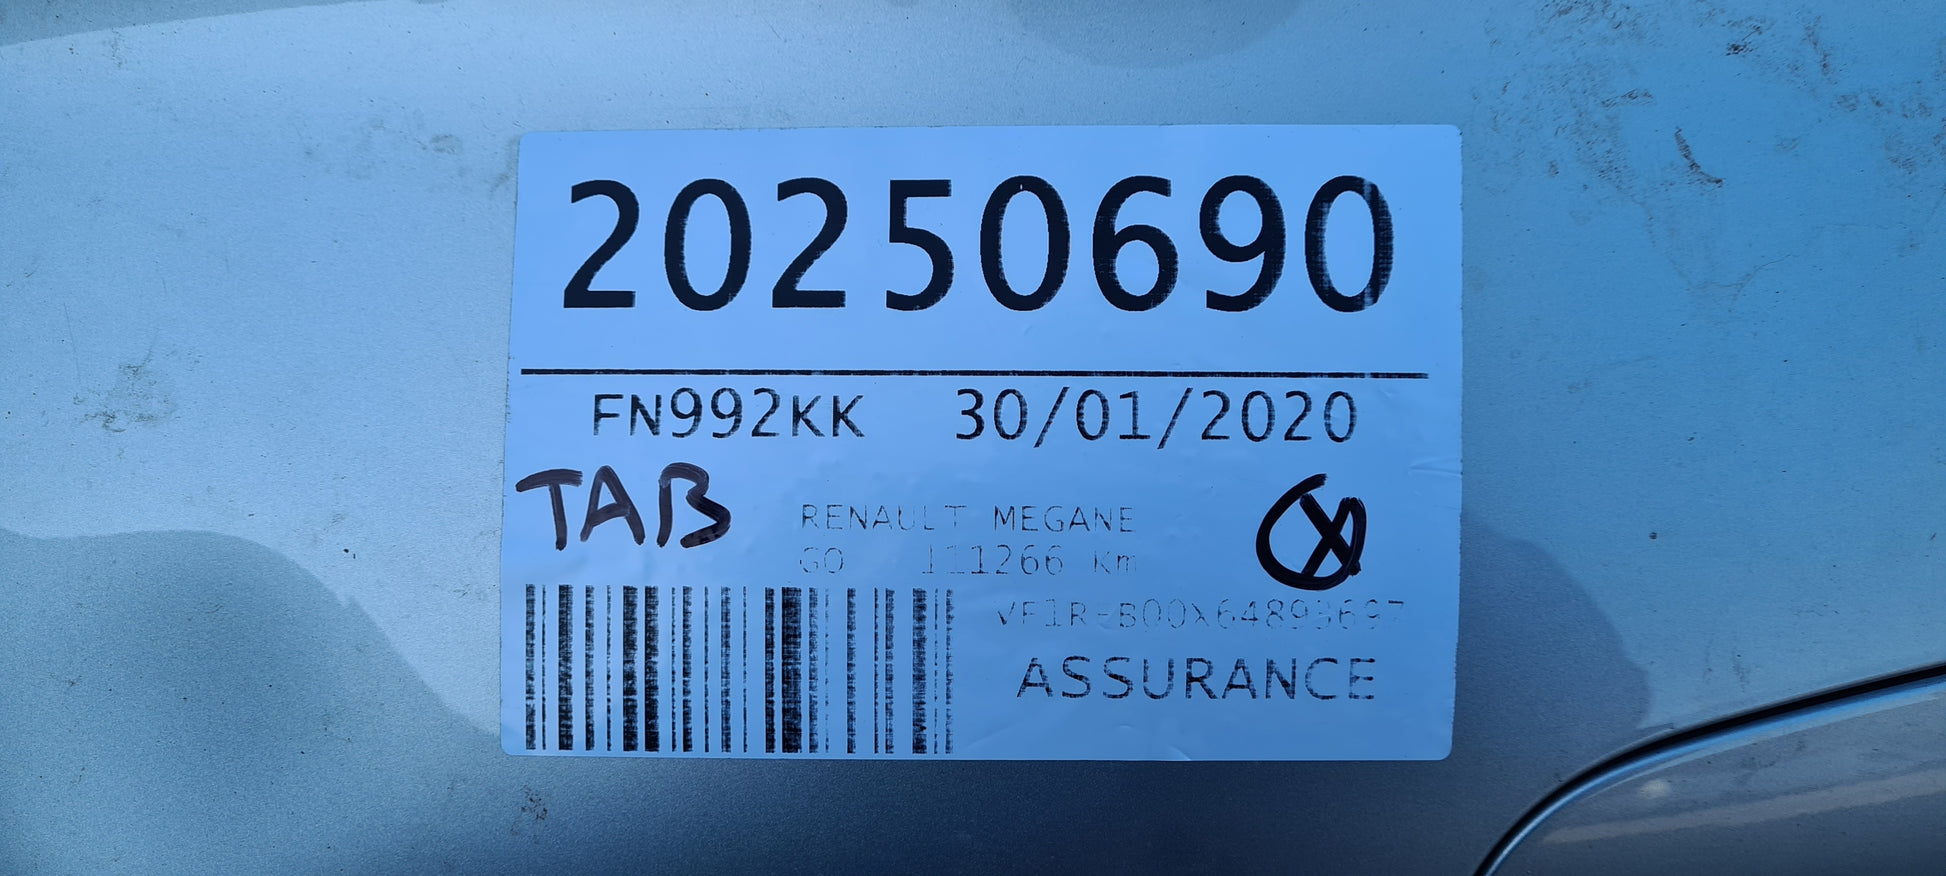 20250690
FN992KK 30/01/2020
TAB
RENAULT MEGANE
GO 111266 Km
ASSURANCE